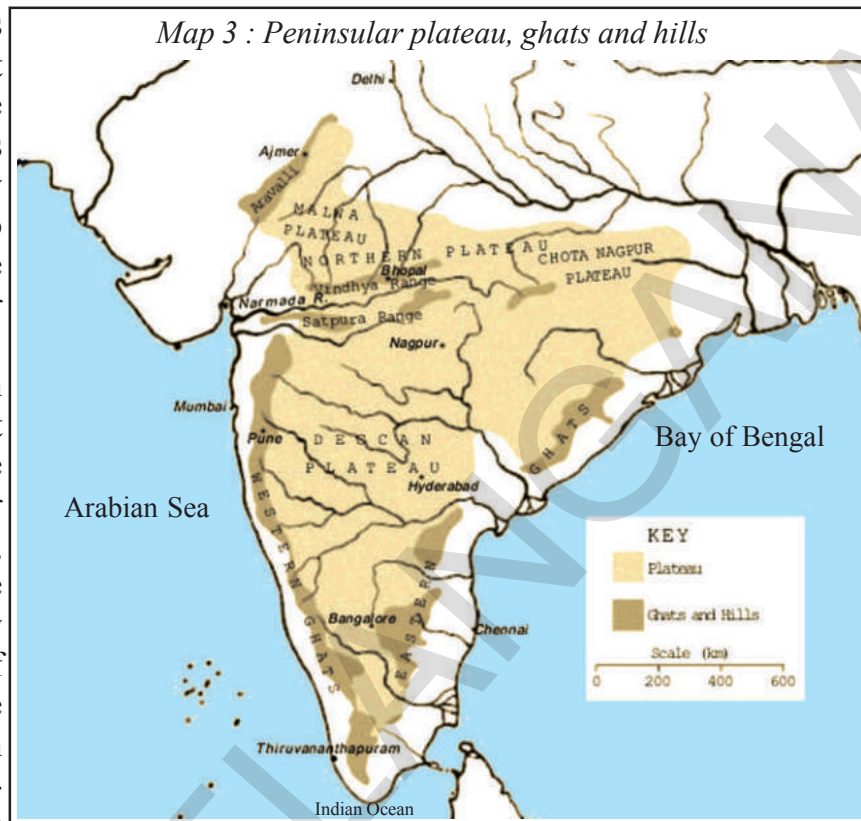 Map 3 : Peninsular plateau, ghats and hills
Delhi
Ajmer
Aravalli
MALWA
PLATEAU
NORTHERN PLATEAU
CHOTA NAGPUR
PLATEAU
Bhopal
Vindhya Range
Narmada R.
Satpura Range
Nagpur
Mumbai
Pune
DECCAN
PLATEAU
Hyderabad
GHATS
Bay of Bengal
Arabian Sea
WESTERN GHATS
EASTERN
Bangalore
Chennai
Thiruvananthapuram
Indian Ocean
KEY
Plateau
Ghats and Hills
Scale (km)
0 200 400 600